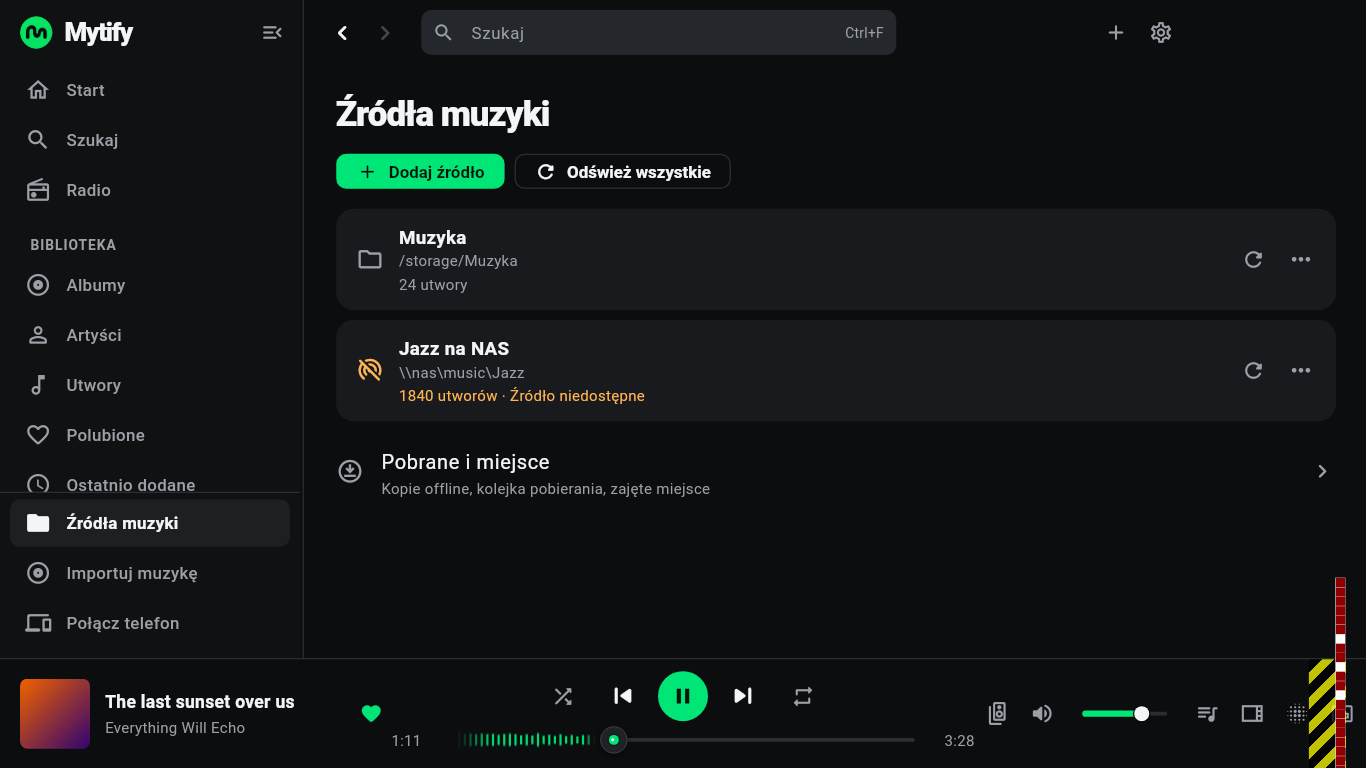 Mytify
Szukaj
Ctrl+F
Start
Szukaj
Radio
BIBLIOTEKA
Albumy
Artyści
Utwory
Polubione
Ostatnio dodane
Źródła muzyki
Importuj muzykę
Połącz telefon
Źródła muzyki
Dodaj źródło
Odśwież wszystkie
Muzyka
/storage/Muzyka
24 utwory
Jazz na NAS
\\nas\music\Jazz
1840 utworów · Źródło niedostępne
Pobrane i miejsce
Kopie offline, kolejka pobierania, zajęte miejsce
The last sunset over us
Everything Will Echo
1:11
3:28